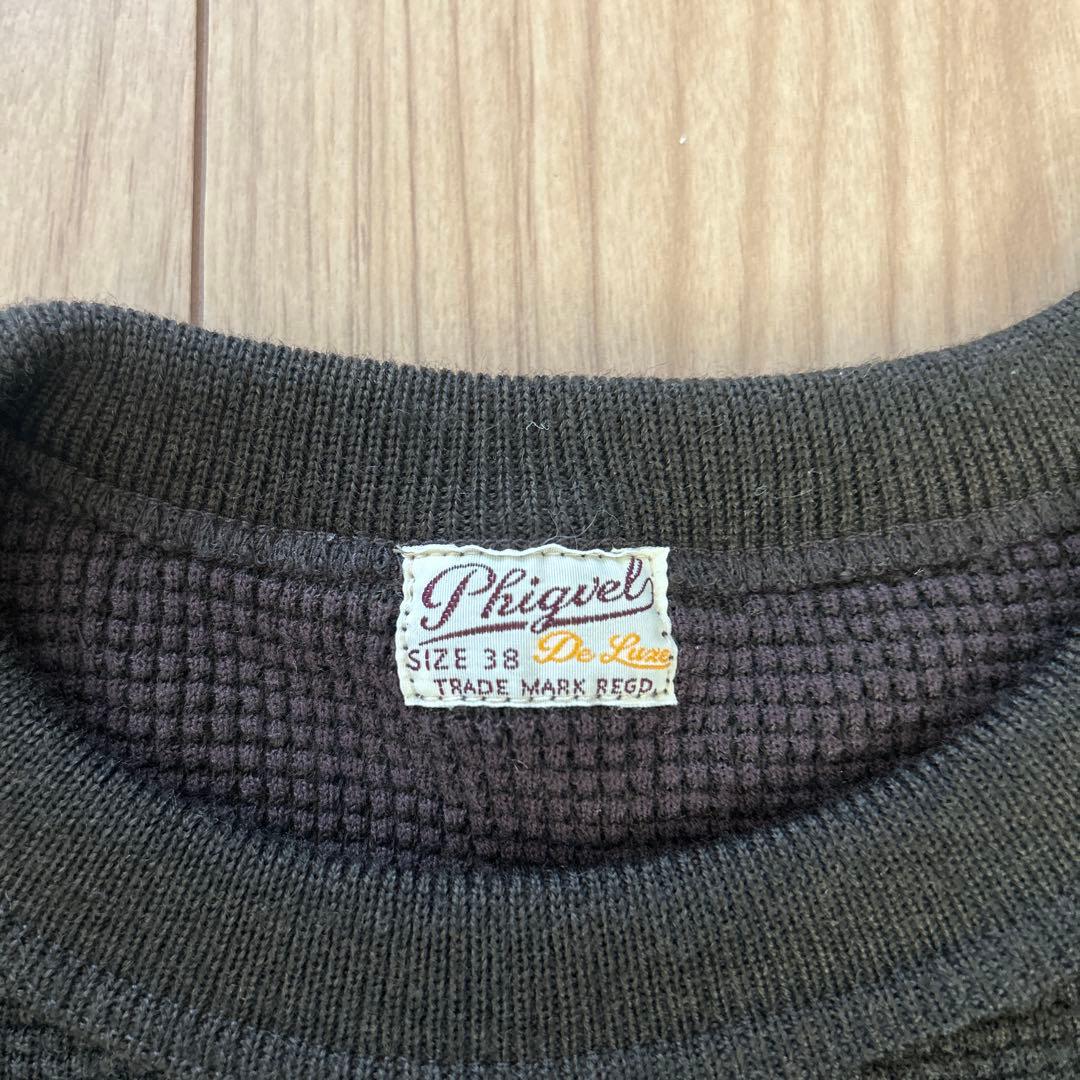 Phigvel
SIZE 38 De Luxe
TRADE MARK REGD.